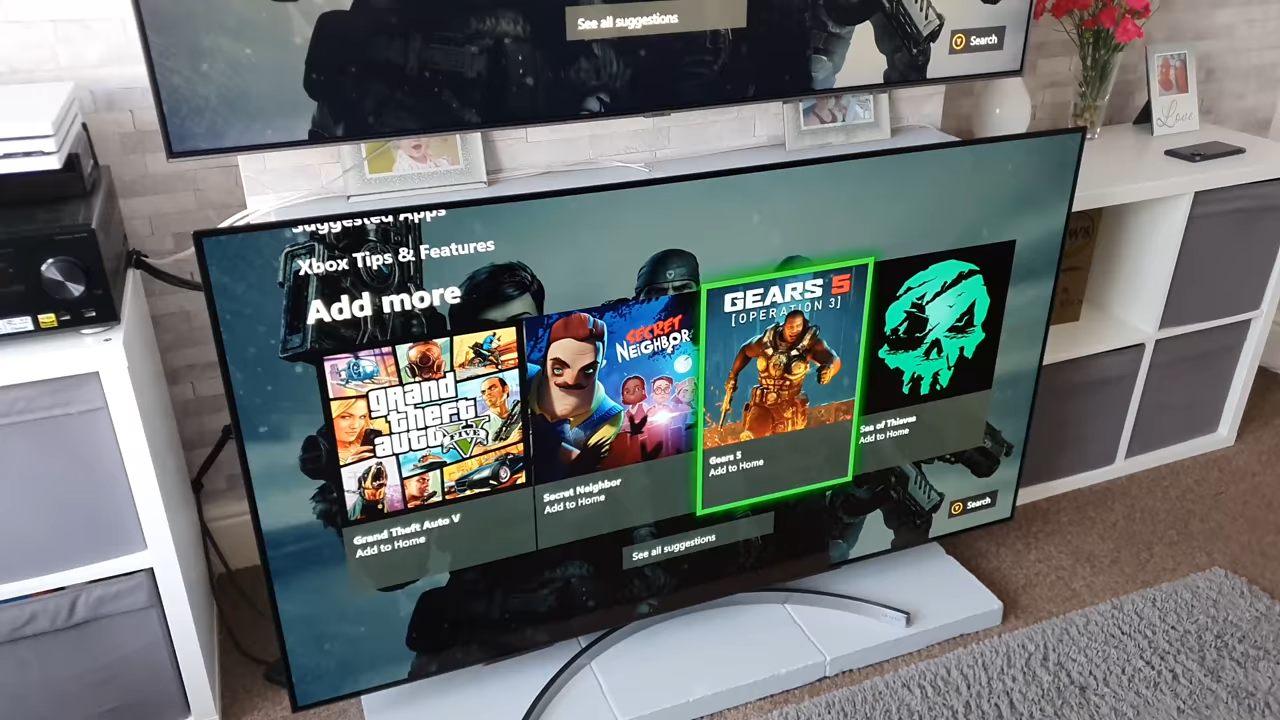 See all suggestions
Search
Love
Suggested Apps
Xbox Tips & Features
Add more
grand
theft
auto
V
FIVE
Grand Theft Auto V
Add to Home
SECRET
NEIGHBOR
Secret Neighbor
Add to Home
GEARS 5
[OPERATION 3]
Gears 5
Add to Home
Sea of Thieves
Add to Home
See all suggestions
Y Search